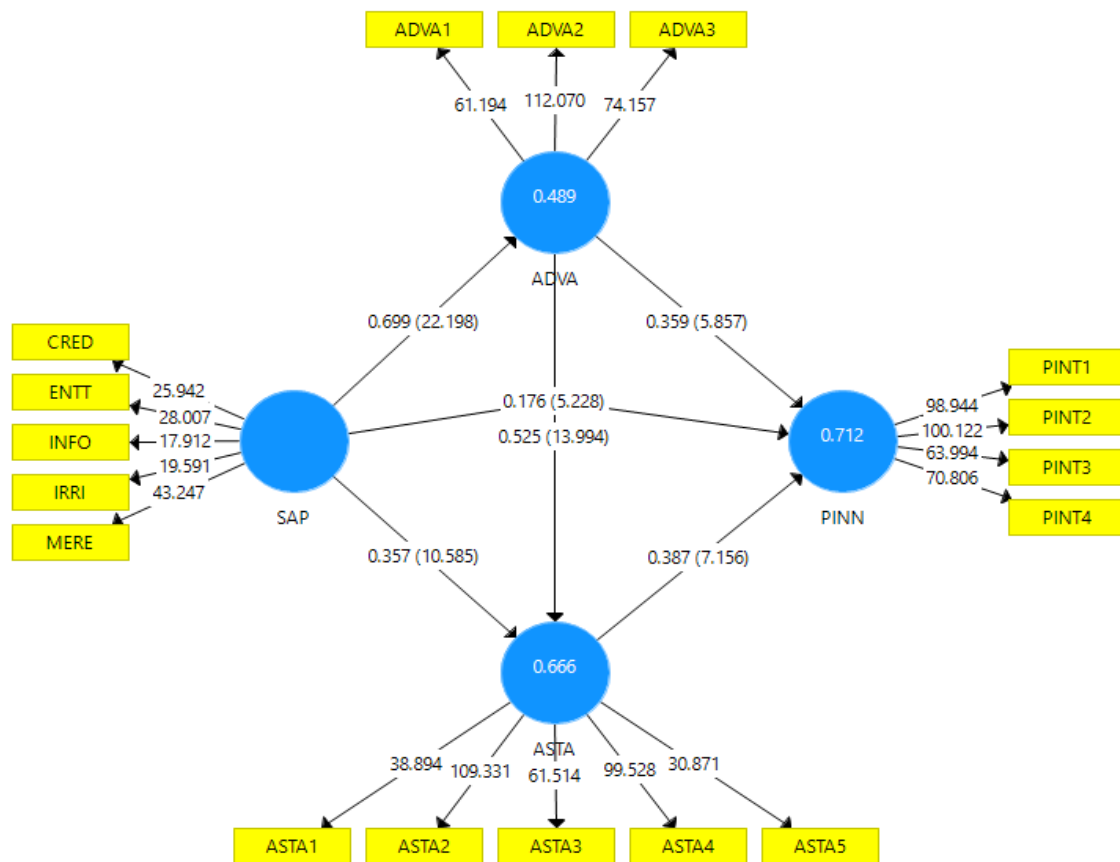 ADVA1
ADVA2
ADVA3
61.194
112.070
74.157
0.489
ADVA
0.699 (22.198)
0.359 (5.857)
CRED
ENTT
INFO
IRRI
MERE
25.942
28.007
17.912
19.591
43.247
SAP
0.176 (5.228)
0.525 (13.994)
0.712
PINN
98.944
100.122
63.994
70.806
PINT1
PINT2
PINT3
PINT4
0.357 (10.585)
0.387 (7.156)
0.666
ASTA
38.894
109.331
61.514
99.528
30.871
ASTA1
ASTA2
ASTA3
ASTA4
ASTA5